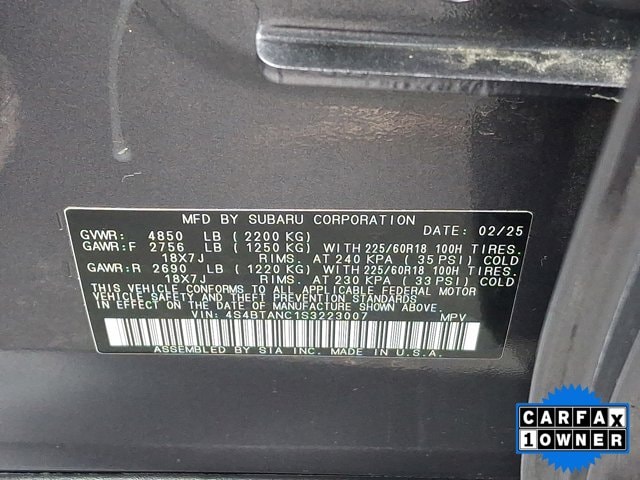 MFD BY SUBARU CORPORATION
GVWR: 4850 LB ( 2200 KG) DATE: 02/25
GAWR:F 2756 LB ( 1250 KG) WITH 225/60R18 100H TIRES.
18X7J RIMS. AT 240 KPA ( 35 PSI) COLD
GAWR:R 2690 LB ( 1220 KG) WITH 225/60R18 100H TIRES.
18X7J RIMS. AT 230 KPA ( 33 PSI) COLD
THIS VEHICLE CONFORMS TO ALL APPLICABLE FEDERAL MOTOR
VEHICLE SAFETY AND THEFT PREVENTION STANDARDS
IN EFFECT ON THE DATE OF MANUFACTURE SHOWN ABOVE.
VIN: 4S4BTANC1S3223007 MPV
ASSEMBLED BY SIA INC. MADE IN U.S.A.
CARFAX
1 OWNER